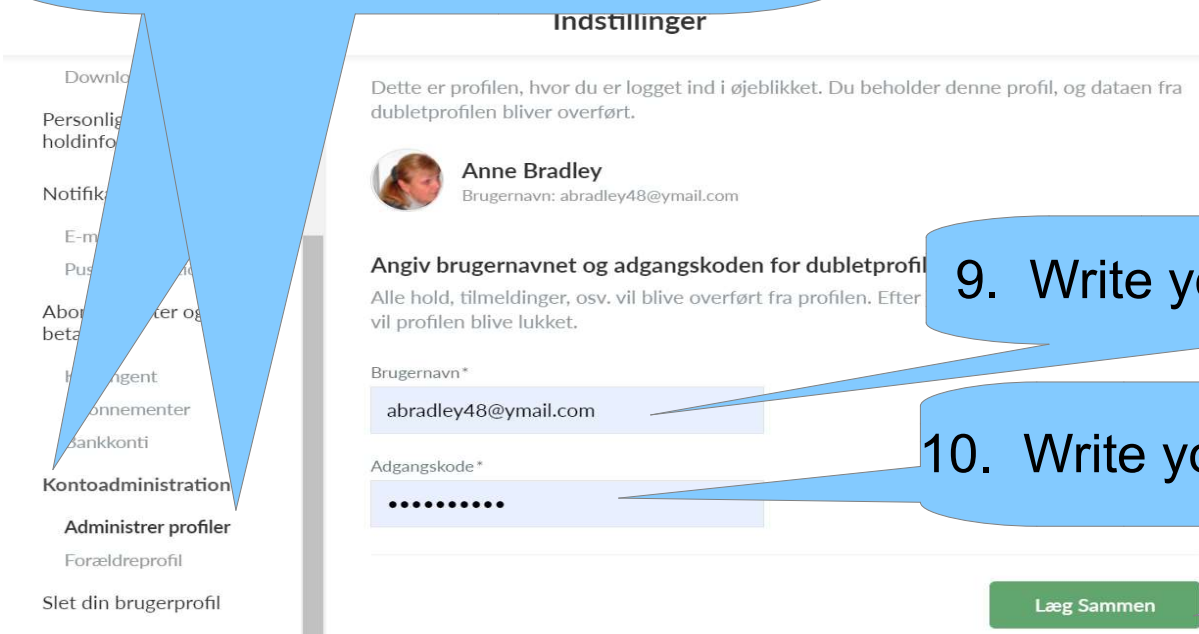 Indstillinger
Downlo
Personlig
holdinfo
Notifika
E-m
Pus
Abon ter og
beta
ngent
onnementer
Bankkonti
Kontoadministration
Administrer profiler
Forældreprofil
Slet din brugerprofil
Dette er profilen, hvor du er logget ind i øjeblikket. Du beholder denne profil, og dataen fra
dubletprofilen bliver overført.
Anne Bradley
Brugernavn: abradley48@ymail.com
Angiv brugernavnet og adgangskoden for dubletprofil
Alle hold, tilmeldinger, osv. vil blive overført fra profilen. Efter
vil profilen blive lukket.
Brugernavn*
abradley48@ymail.com
9. Write yo
Adgangskode*
••••••••••
10. Write yo
Læg Sammen